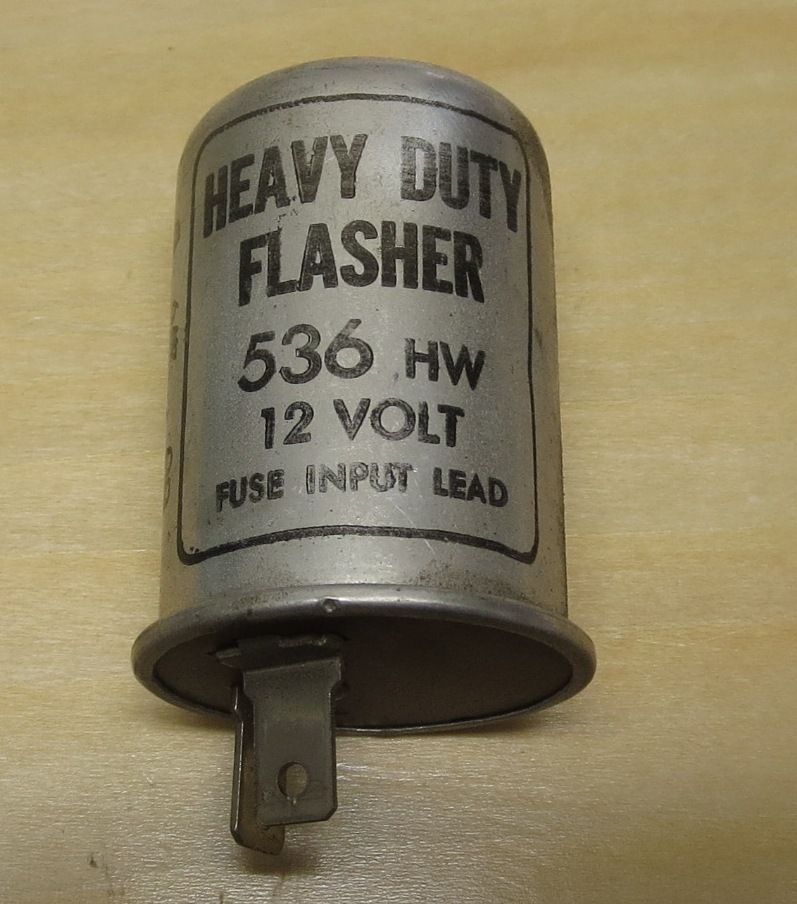 HEAVY DUTY
FLASHER
536 HW
12 VOLT
FUSE INPUT LEAD